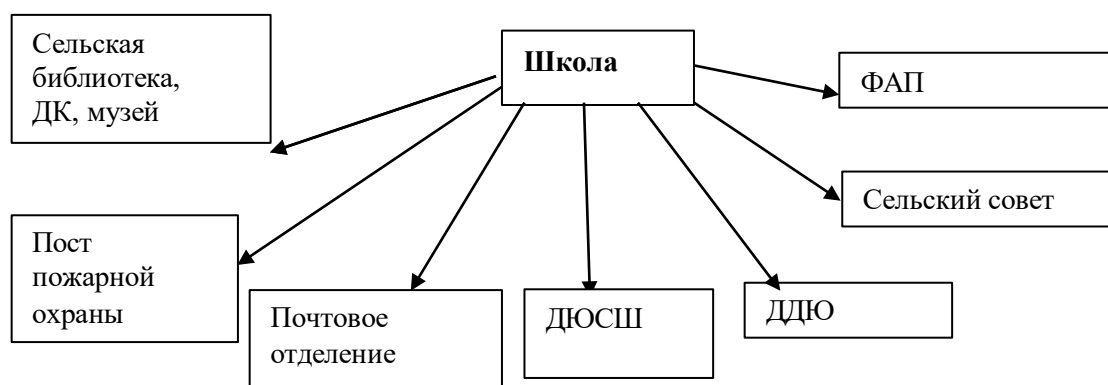 Сельская
библиотека,
ДК, музей
Школа
ФАП
Сельский совет
Пост
пожарной
охраны
Почтовое
отделение
ДЮСШ
ДДЮ